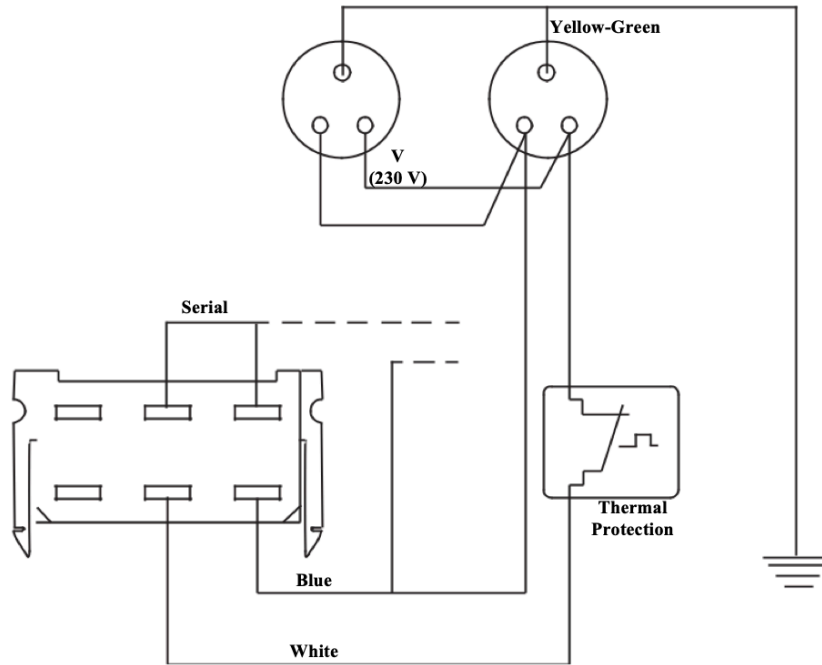 Yellow-Green
V
(230 V)
Serial
Thermal
Protection
Blue
White